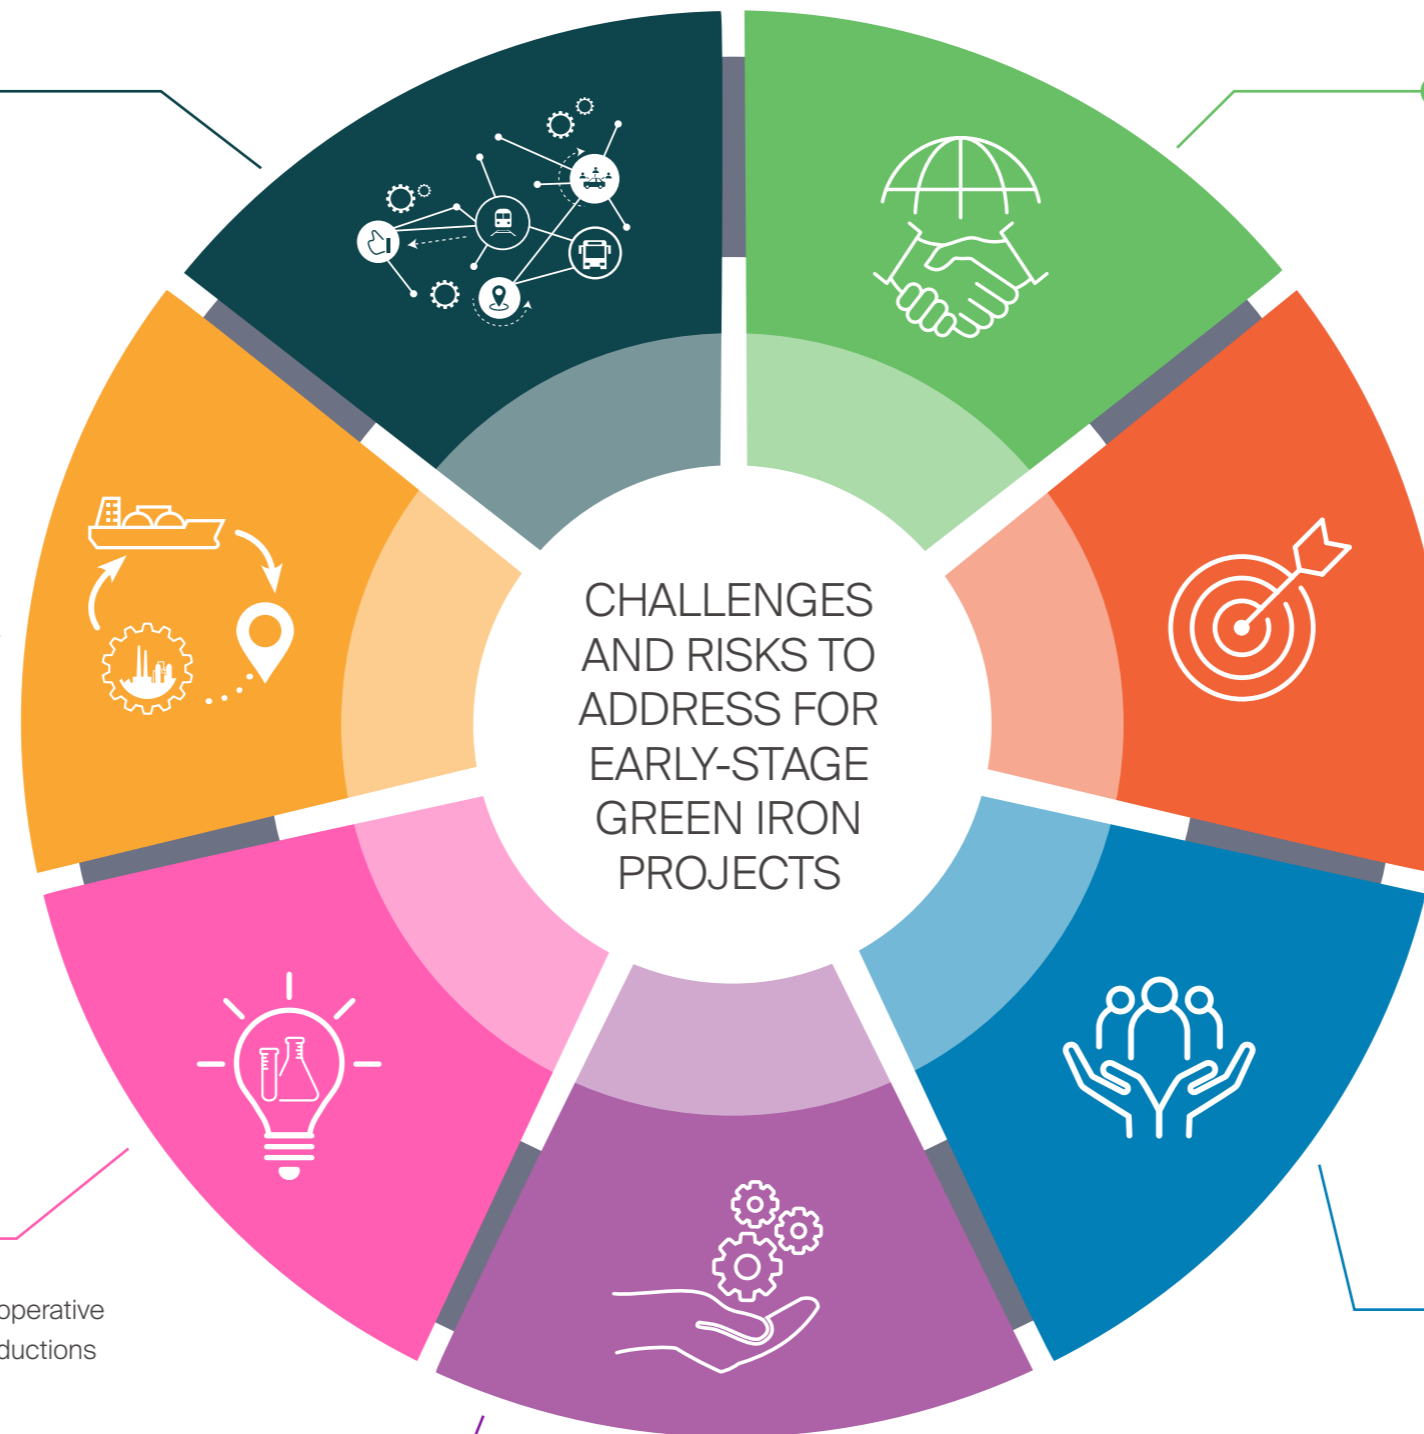 CHALLENGES
AND RISKS TO
ADDRESS FOR
EARLY-STAGE
GREEN IRON
PROJECTS
operative
ductions